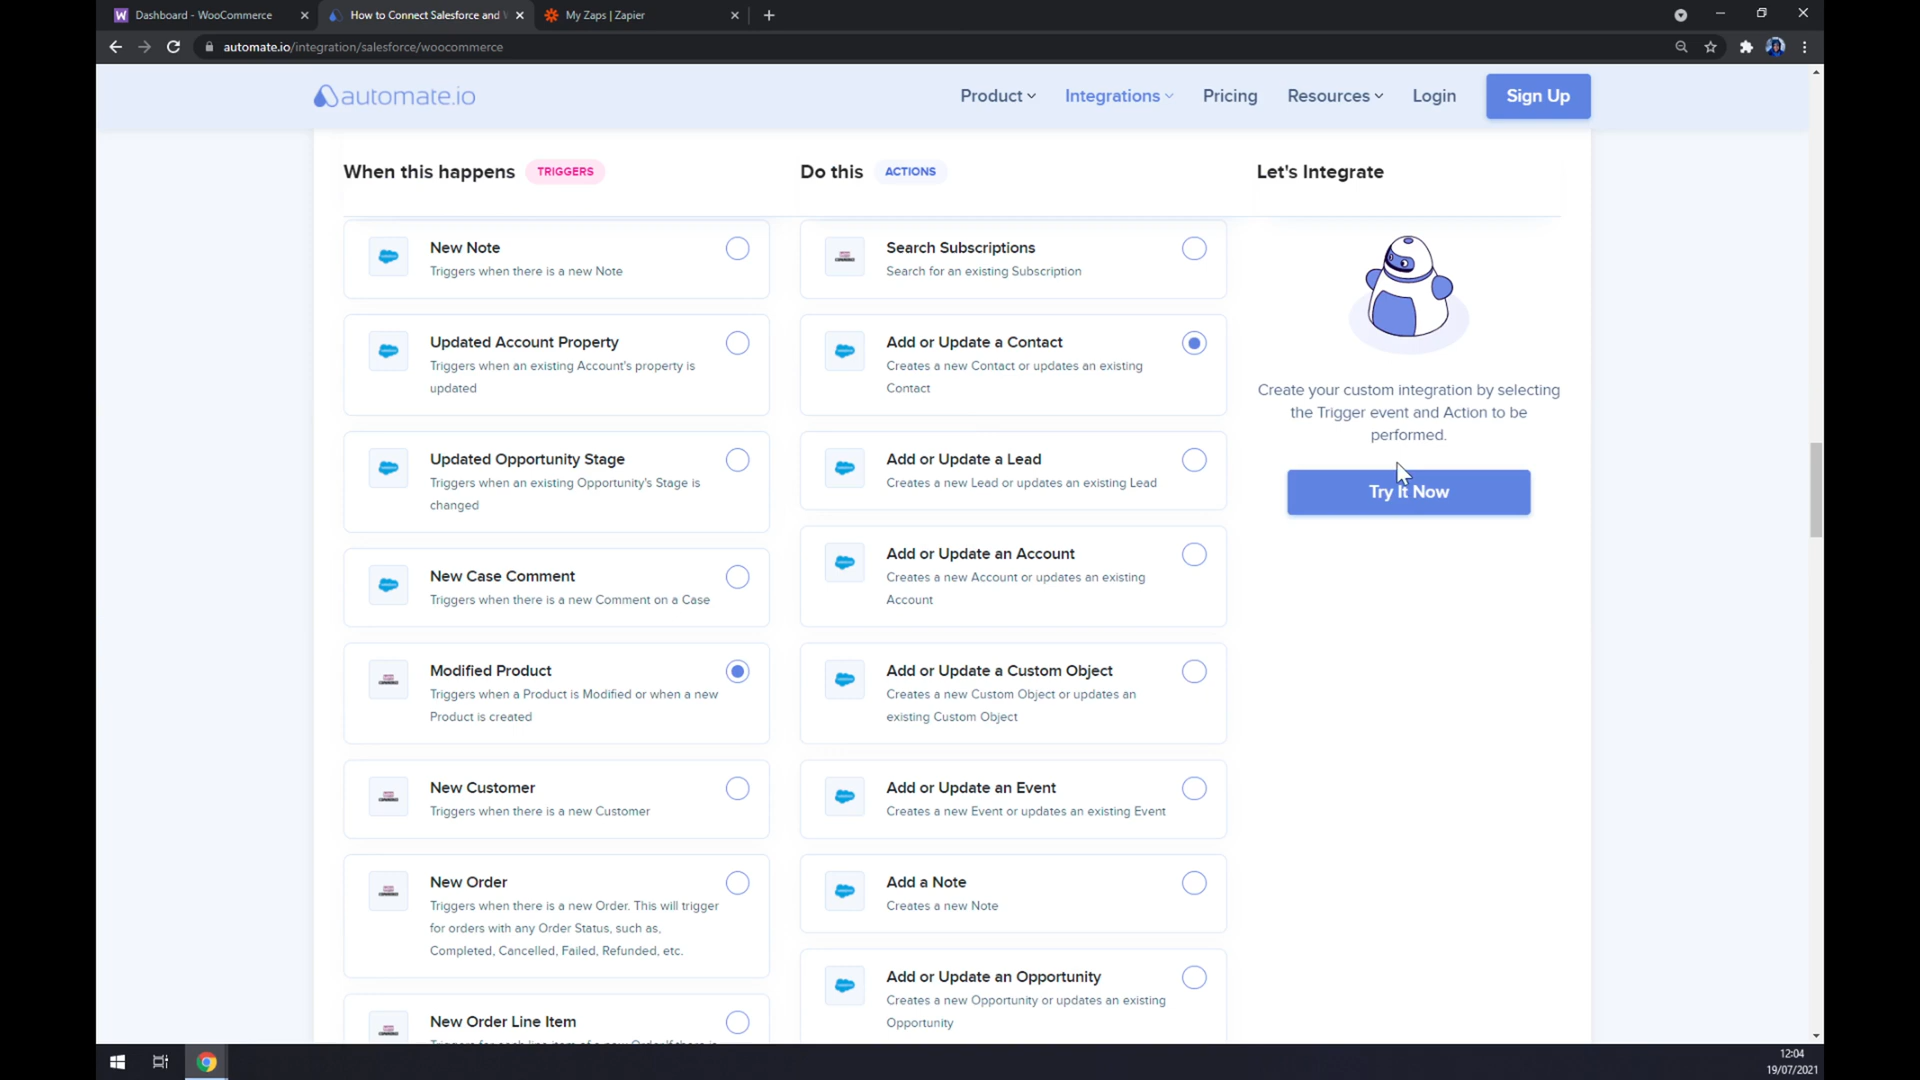 Dashboard - WooCommerce
How to Connect Salesforce and
My Zaps | Zapier
automate.io/integration/salesforce/woocommerce
automate.io
Product
Integrations
Pricing
Resources
Login
Sign Up
When this happens
TRIGGERS
Do this
ACTIONS
Let's Integrate
New Note
Triggers when there is a new Note
Updated Account Property
Triggers when an existing Account's property is
updated
Updated Opportunity Stage
Triggers when an existing Opportunity's Stage is
changed
New Case Comment
Triggers when there is a new Comment on a Case
Modified Product
Triggers when a Product is Modified or when a new
Product is created
New Customer
Triggers when there is a new Customer
New Order
Triggers when there is a new Order. This will trigger
for orders with any Order Status, such as,
Completed, Cancelled, Failed, Refunded, etc.
New Order Line Item
Search Subscriptions
Search for an existing Subscription
Add or Update a Contact
Creates a new Contact or updates an existing
Contact
Add or Update a Lead
Creates a new Lead or updates an existing Lead
Add or Update an Account
Creates a new Account or updates an existing
Account
Add or Update a Custom Object
Creates a new Custom Object or updates an
existing Custom Object
Add or Update an Event
Creates a new Event or updates an existing Event
Add a Note
Creates a new Note
Add or Update an Opportunity
Creates a new Opportunity or updates an existing
Opportunity
Create your custom integration by selecting
the Trigger event and Action to be
performed.
Try It Now
12:04
19/07/2021